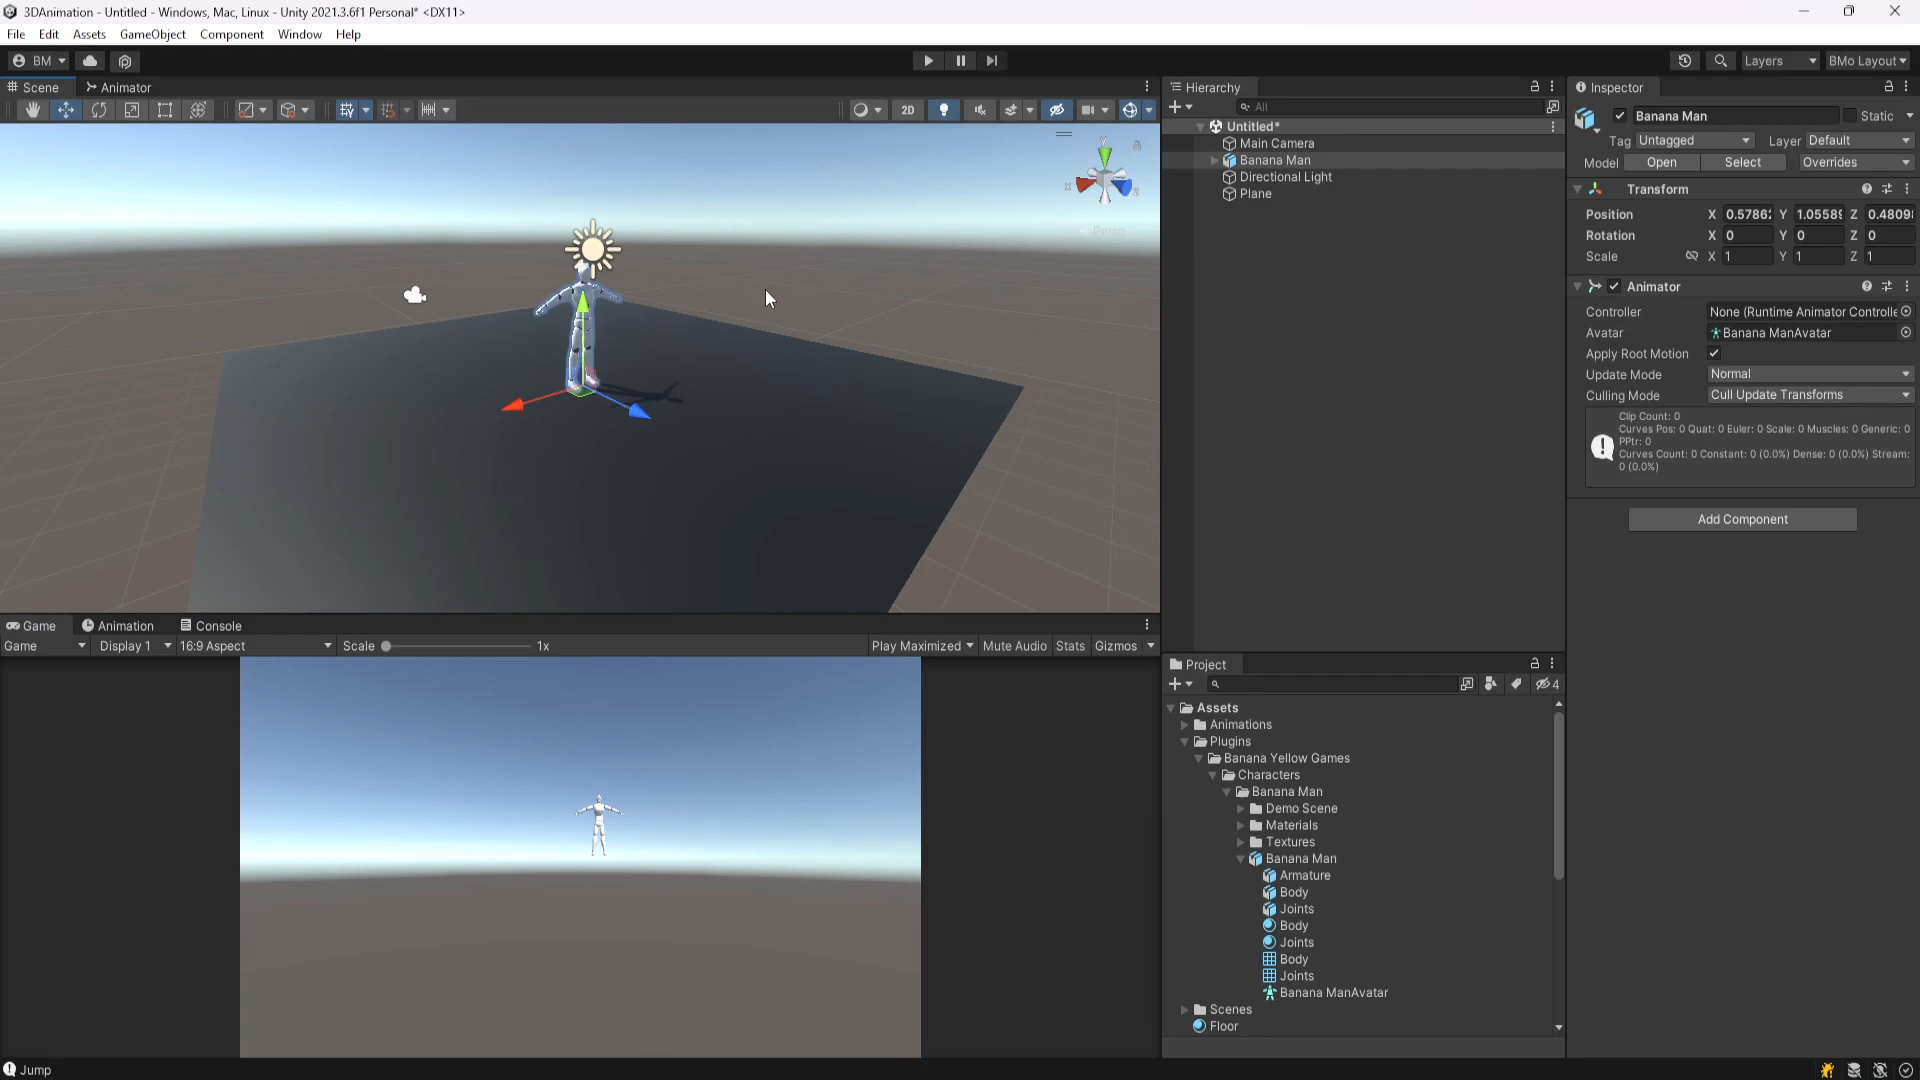 3DAnimation - Untitled - Windows, Mac, Linux - Unity 2021.3.6f1 Personal* <DX11>
File Edit Assets GameObject Component Window Help
BM
Layers
BMo Layout
Scene
Animator
2D
y
x
z
Persp
Hierarchy
All
Untitled*
Main Camera
Banana Man
Directional Light
Plane
Inspector
Banana Man
Static
Tag Untagged Layer Default
Model Open Select Overrides
Transform
Position X 0.5786 Y 1.0558 Z 0.4809
Rotation X 0 Y 0 Z 0
Scale X 1 Y 1 Z 1
Animator
Controller None (Runtime Animator Controlle
Avatar Banana ManAvatar
Apply Root Motion
Update Mode Normal
Culling Mode Cull Update Transforms
Clip Count: 0
Curves Pos: 0 Quat: 0 Euler: 0 Scale: 0 Muscles: 0 Generic: 0
PPtr: 0
Curves Count: 0 Constant: 0 (0.0%) Dense: 0 (0.0%) Stream:
0 (0.0%)
Add Component
Game
Animation
Console
Game Display 1 16:9 Aspect Scale 1x Play Maximized Mute Audio Stats Gizmos
Project
4
Assets
Animations
Plugins
Banana Yellow Games
Characters
Banana Man
Demo Scene
Materials
Textures
Banana Man
Armature
Body
Joints
Body
Joints
Body
Joints
Banana ManAvatar
Scenes
Floor
Jump